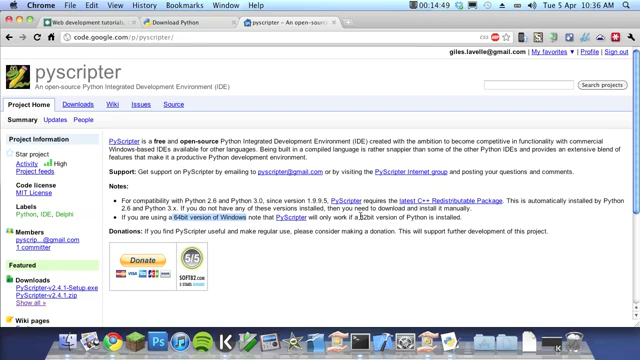 Chrome File Edit View History Bookmarks Window Help
00:14:49 Tue 5 Apr 10:36 AM
Web development tutorials, Download Python pyscripter – An open-sour
code.google.com/p/pyscripter/
giles.lavelle@gmail.com | My favorites ▼ | Profile | Sign out
pyscripter
An open-source Python Integrated Development Environment (IDE)
Search projects
Project Home Downloads Wiki Issues Source
Summary Updates People
Project Information
Star project
Activity High
Project feeds
Code license
MIT License
Labels
Python, IDE, Delphi
Members
pyscrip...@gmail.com
1 committer
Featured
Downloads
PyScripter-v2.4.1-Setup.exe
PyScripter-v2.4.1.zip
Show all »
Wiki pages
PyScripter is a free and open-source Python Integrated Development Environment (IDE) created with the ambition to become competitive in functionality with commercial
Windows-based IDEs available for other languages. Being built in a compiled language is rather snappier than some of the other Python IDEs and provides an extensive blend of
features that make it a productive Python development environment.
Support: Get support on PyScripter by emailing to pyscripter@gmail.com or by visiting the PyScripter Internet group and posting your questions and comments.
Notes:
• For compatibility with Python 2.6 and Python 3.0, since version 1.9.9.5, PyScripter requires the latest C++ Redistributable Package. This is automatically installed by Python
2.6 and Python 3.x. If you do not have any of these versions installed, then you need to download and install it manually.
• If you are using a 64bit version of Windows note that PyScripter will only work if a 32bit version of Python is installed.
Donations: If you find PyScripter useful and make regular use, please consider making a donation. This will support further development of this project.
Donate
5/5
SOFT82.COM